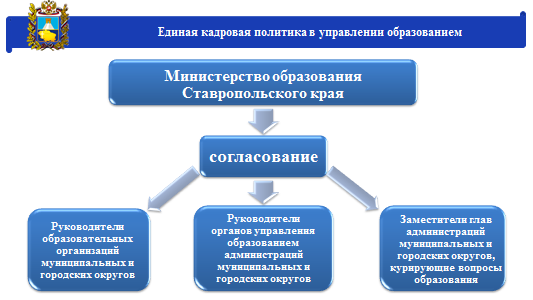 Единая кадровая политика в управлении образованием
Министерство образования
Ставропольского края
согласование
Руководители
образовательных
организаций
муниципальных и
городских округов
Руководители
органов управления
образованием
администраций
муниципальных и
городских округов
Заместители глав
администраций
муниципальных и
городских округов,
курирующие вопросы
образования